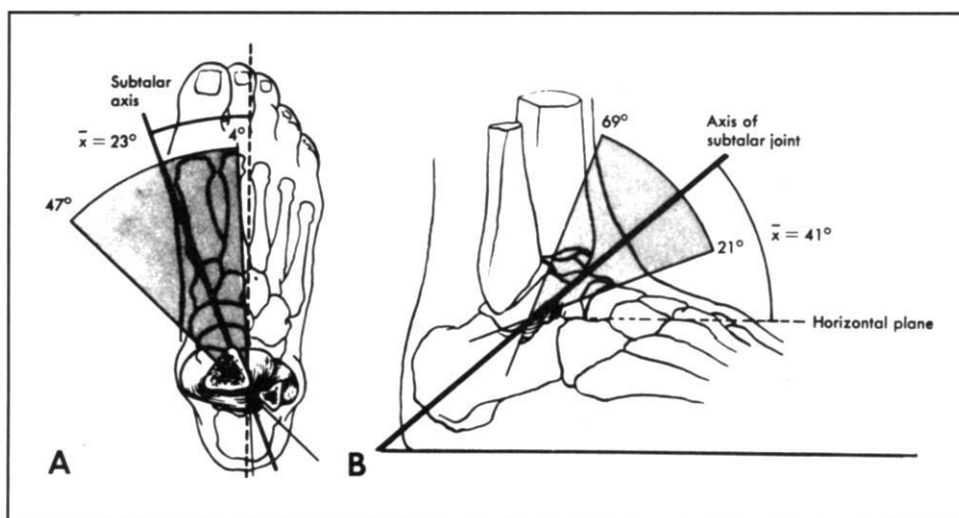 Subtalar
axis
x̄ = 23°
4°
47°
A
69°
Axis of
subtalar joint
21°
x̄ = 41°
Horizontal plane
B